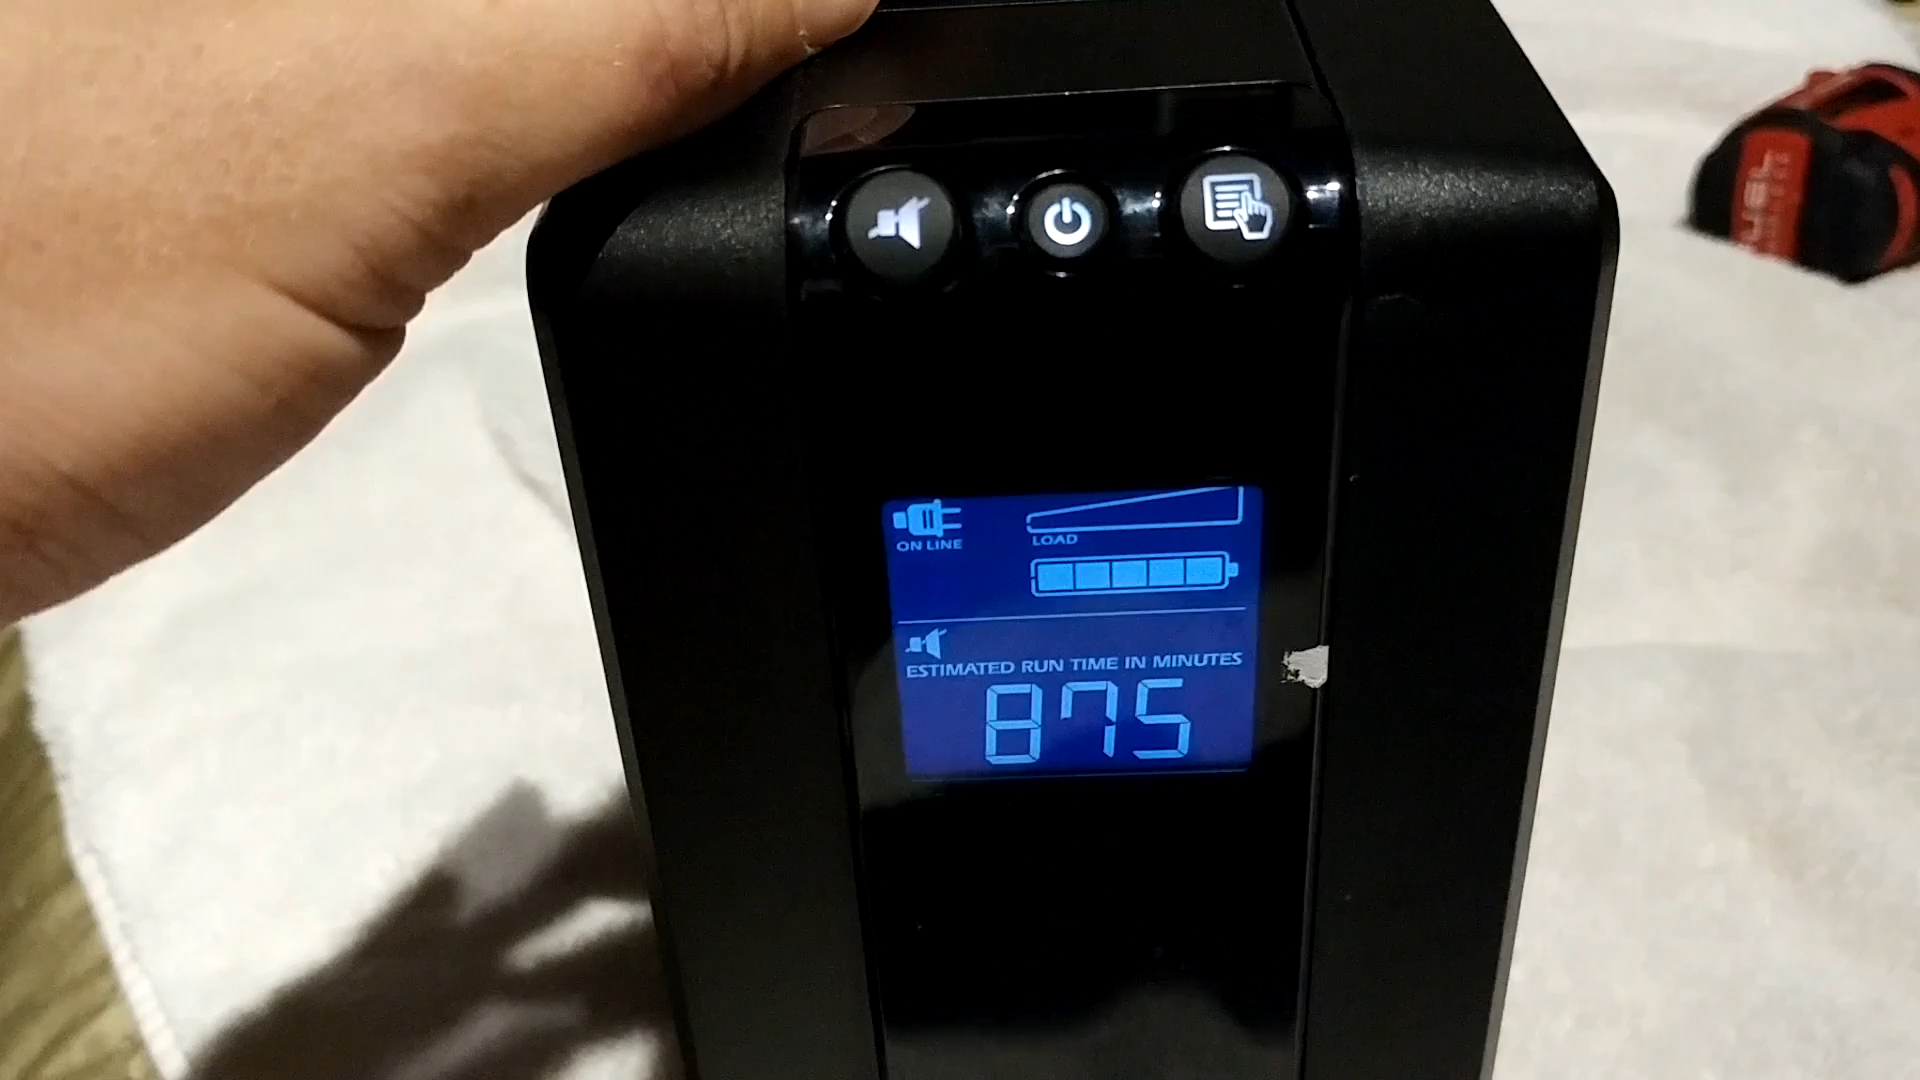 ON LINE
LOAD
ESTIMATED RUN TIME IN MINUTES
875